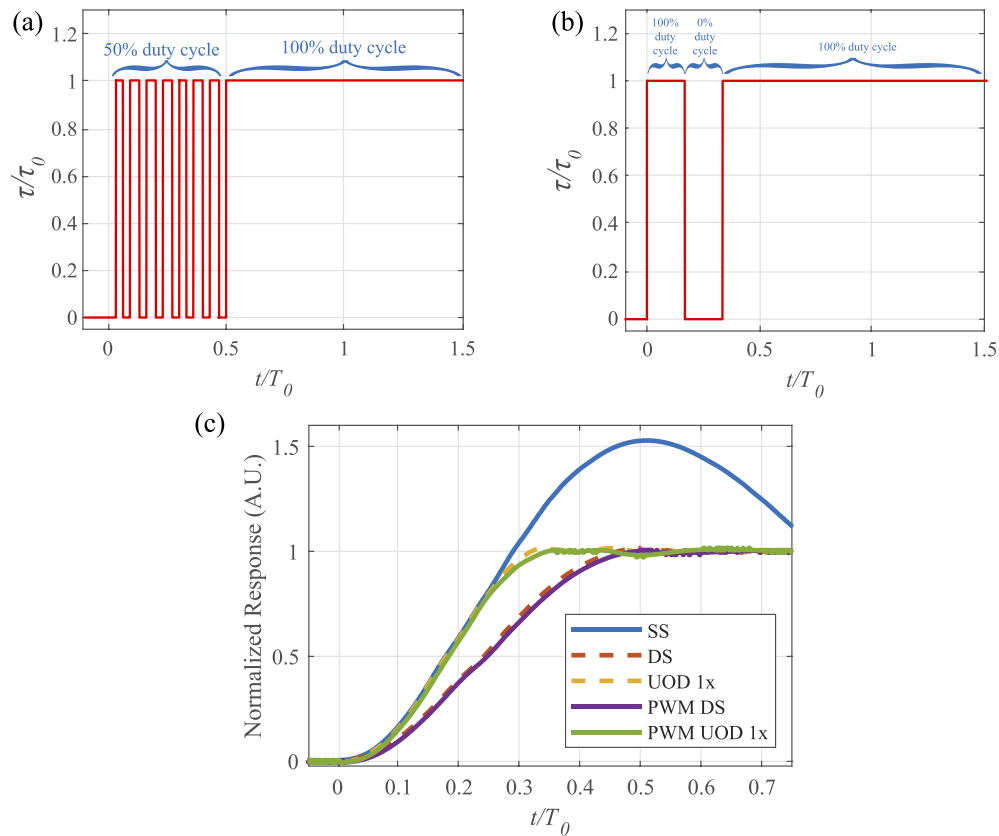 (a)
50% duty cycle
100% duty cycle
1.2
1
0.8
0.6
0.4
0.2
0
τ/τ0
0
0.5
1
1.5
t/T0
(b)
100%
duty
cycle
0%
duty
cycle
100% duty cycle
1.2
1
0.8
0.6
0.4
0.2
0
τ/τ0
0
0.5
1
1.5
t/T0
(c)
Normalized Response (A.U.)
1.5
1
0.5
0
SS
DS
UOD 1x
PWM DS
PWM UOD 1x
0
0.1
0.2
0.3
0.4
0.5
0.6
0.7
t/T0